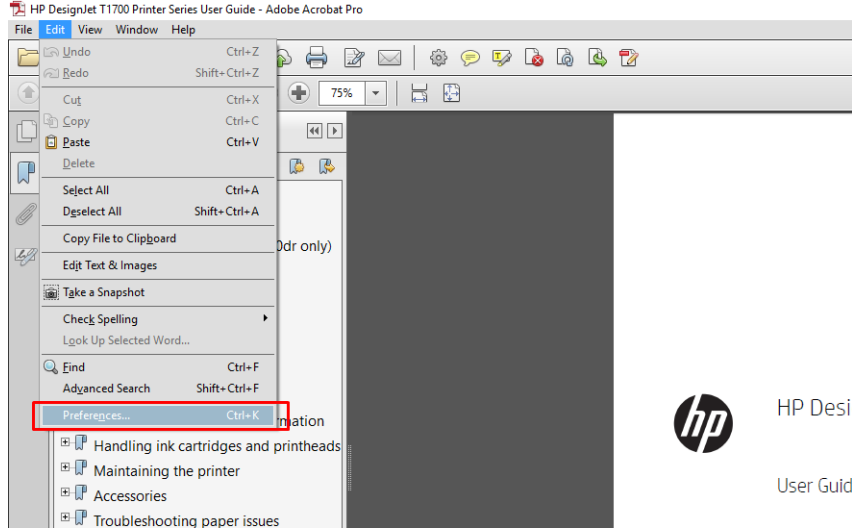 HP DesignJet T1700 Printer Series User Guide - Adobe Acrobat Pro
File Edit View Window Help
Undo Ctrl+Z
Redo Shift+Ctrl+Z
75%
Cut Ctrl+X
Copy Ctrl+C
Paste Ctrl+V
Delete
Select All Ctrl+A
Deselect All Shift+Ctrl+A
Copy File to Clipboard
0dr only)
Edit Text & Images
Take a Snapshot
Check Spelling
Look Up Selected Word...
Find Ctrl+F
Advanced Search Shift+Ctrl+F
Preferences... Ctrl+K
mation
hp
HP Desi
Handling ink cartridges and printheads
Maintaining the printer
Accessories
User Guid
Troubleshooting paper issues